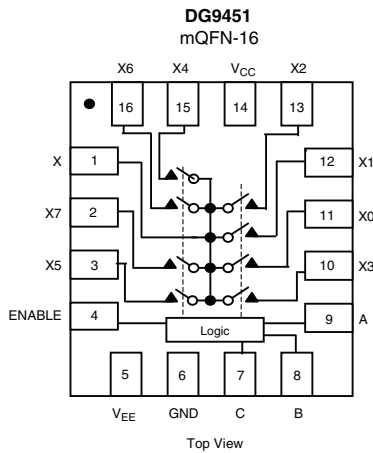 DG9451
mQFN-16
X6 X4 VCC X2
16 15 14 13
X 1 12 X1
X7 2 11 X0
X5 3 10 X3
ENABLE 4 9 A
Logic
5 6 7 8
VEE GND C B
Top View